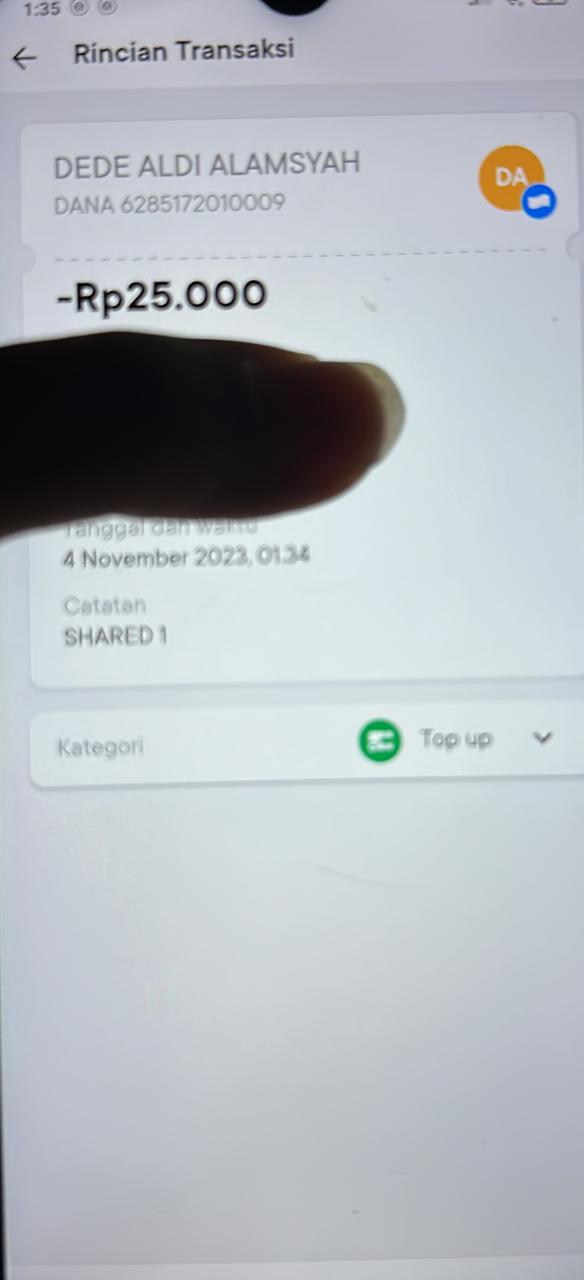 1:35
Rincian Transaksi
DEDE ALDI ALAMSYAH
DA
DANA 6285172010009
-Rp25.000
Tanggal dan waktu
4 November 2023, 01.34
Catatan
SHARED 1
Kategori
Top up